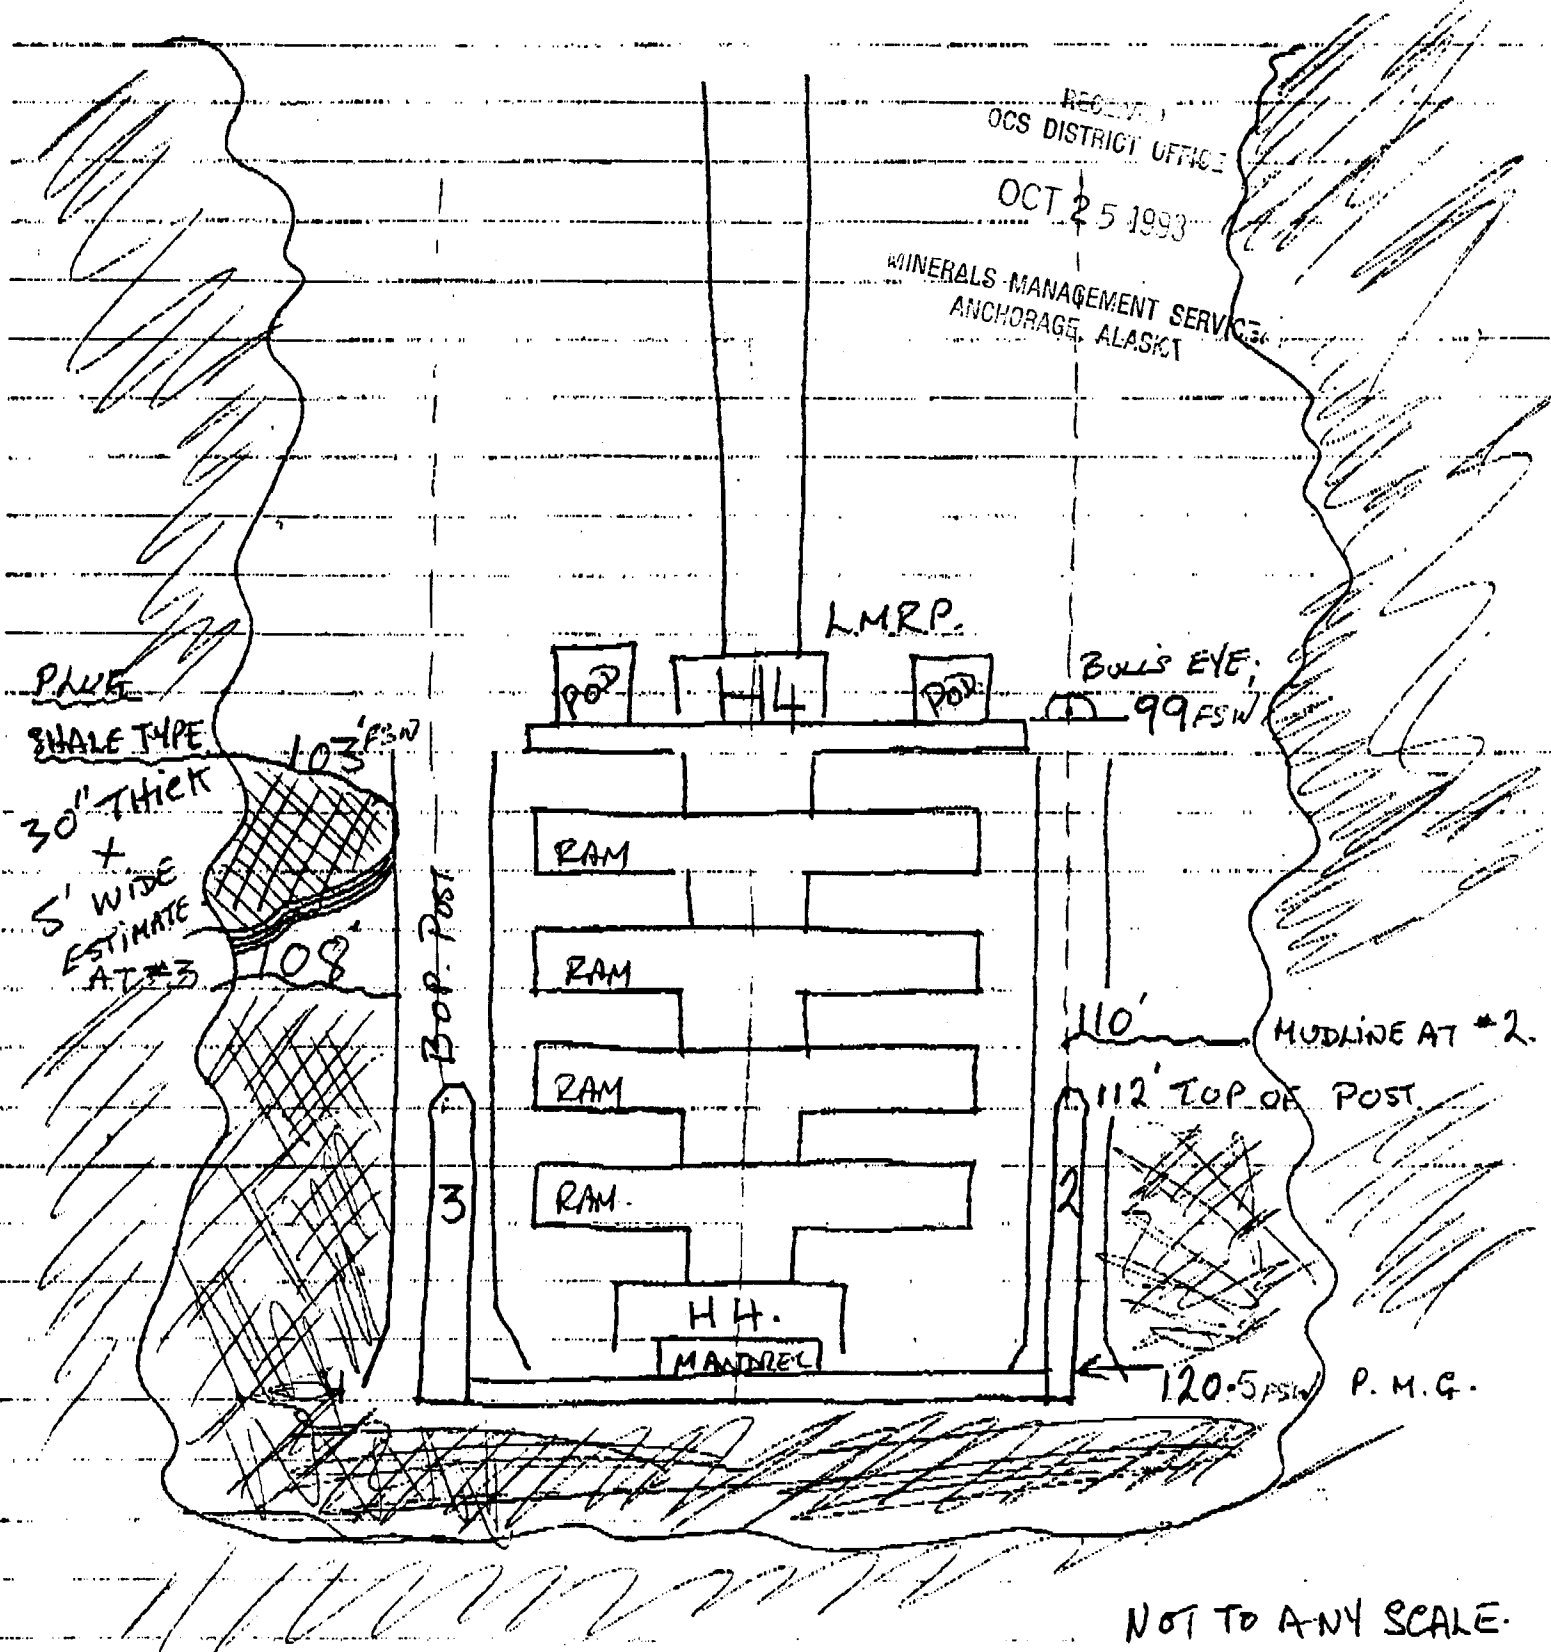 RECEIVED
OCS DISTRICT OFFICE
OCT 25 1993
MINERALS MANAGEMENT SERVICE
ANCHORAGE, ALASKA
L.M.R.P.
POD
H4
POD.
BULL'S EYE;
99 FSW
PLUG
SHALE TYPE
103' FSW
30" THICK
+
5' WIDE
ESTIMATE
AT #3
108'
B.O.P. POST
RAM
RAM
RAM
RAM.
110'
MUDLINE AT #2.
112' TOP OF POST
3
2
H4.
MANDREL
120.5 FSW P.M.G.
NOT TO ANY SCALE.